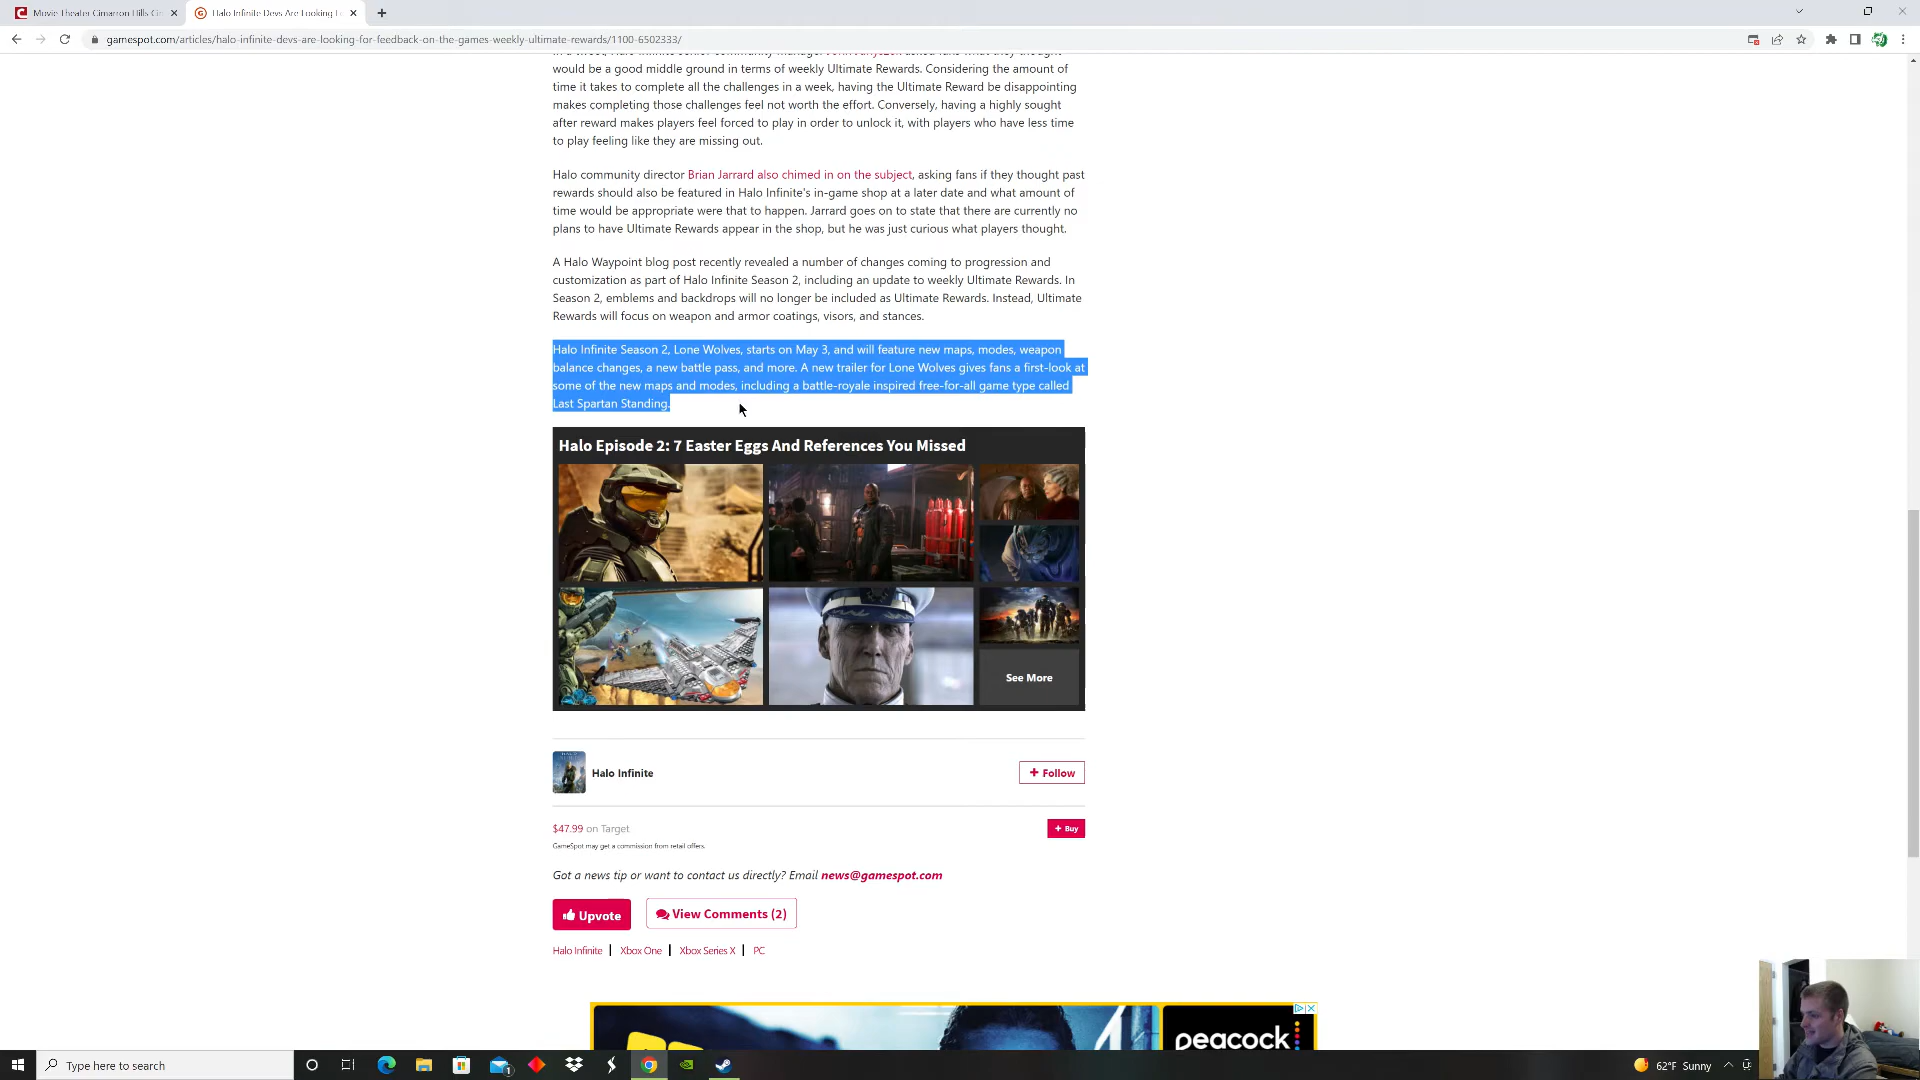 Movie Theater Cimarron Hills
Halo Infinite Devs Are Looking
gamespot.com/articles/halo-infinite-devs-are-looking-for-feedback-on-the-games-weekly-ultimate-rewards/1100-6502333/
would be a good middle ground in terms of weekly Ultimate Rewards. Considering the amount of
time it takes to complete all the challenges in a week, having the Ultimate Reward be disappointing
makes completing those challenges feel not worth the effort. Conversely, having a highly sought
after reward makes players feel forced to play in order to unlock it, with players who have less time
to play feeling like they are missing out.
Halo community director Brian Jarrard also chimed in on the subject, asking fans if they thought past
rewards should also be featured in Halo Infinite's in-game shop at a later date and what amount of
time would be appropriate were that to happen. Jarrard goes on to state that there are currently no
plans to have Ultimate Rewards appear in the shop, but he was just curious what players thought.
A Halo Waypoint blog post recently revealed a number of changes coming to progression and
customization as part of Halo Infinite Season 2, including an update to weekly Ultimate Rewards. In
Season 2, emblems and backdrops will no longer be included as Ultimate Rewards. Instead, Ultimate
Rewards will focus on weapon and armor coatings, visors, and stances.
Halo Infinite Season 2, Lone Wolves, starts on May 3, and will feature new maps, modes, weapon
balance changes, a new battle pass, and more. A new trailer for Lone Wolves gives fans a first-look at
some of the new maps and modes, including a battle-royale inspired free-for-all game type called
Last Spartan Standing.
Halo Episode 2: 7 Easter Eggs And References You Missed
See More
Halo Infinite
+ Follow
$47.99 on Target
+ Buy
GameSpot may get a commission from retail offers.
Got a news tip or want to contact us directly? Email news@gamespot.com
Upvote
View Comments (2)
Halo Infinite | Xbox One | Xbox Series X | PC
peacock
Type here to search
1
62°F Sunny